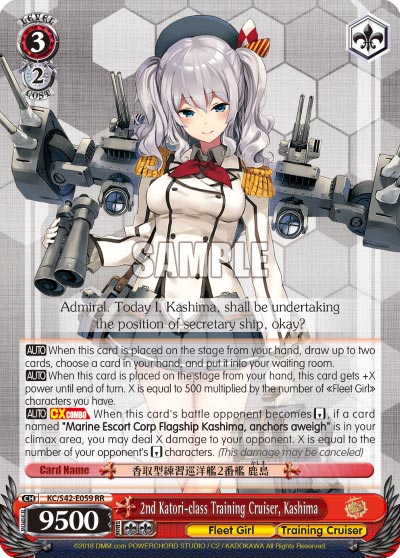 LEVEL
3
2
COST
SAMPLE
Admiral. Today I, Kashima, shall be undertaking
the position of secretary ship, okay?
AUTO When this card is placed on the stage from your hand, draw up to two
cards, choose a card in your hand, and put it into your waiting room.
AUTO When this card is placed on the stage from your hand, this card gets +X
power until end of turn. X is equal to 500 multiplied by the number of «Fleet Girl»
characters you have.
AUTO CXCOMBO When this card's battle opponent becomes, if a card
named "Marine Escort Corp Flagship Kashima, anchors aweigh" is in your
climax area, you may deal X damage to your opponent. X is equal to that
opponent's level. (This damage may be canceled)
Card Name 香取型練習巡洋艦2番艦 鹿島
CH KC/S42-E059 RR 2nd Katori-class Training Cruiser, Kashima
POWER 9500 SOUL Fleet Girl Training Cruiser
©2018 DMM.com POWERCHORD STUDIO / C2 / KADOKAWA All Rights Reserved.